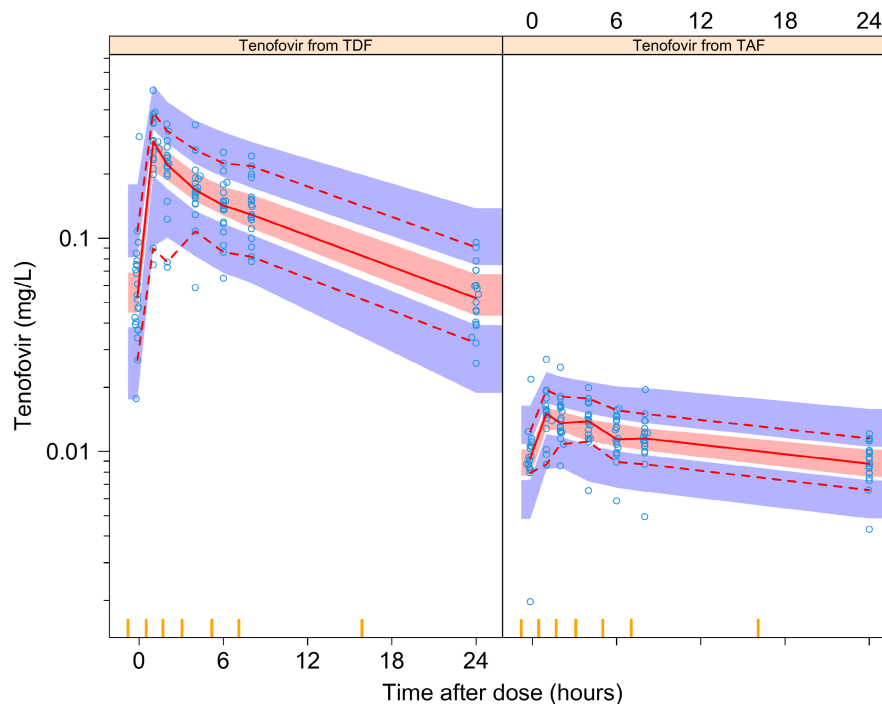 0 6 12 18 24
Tenofovir from TDF Tenofovir from TAF
0.1
0.01
Tenofovir (mg/L)
0 6 12 18 24
Time after dose (hours)